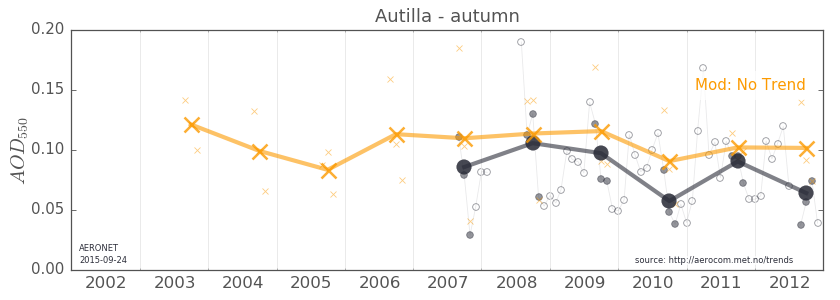 Autilla - autumn
0.20
0.15
0.10
0.05
0.00
AOD550
Mod: No Trend
AERONET
2015-09-24
source: http://aerocom.met.no/trends
2002 2003 2004 2005 2006 2007 2008 2009 2010 2011 2012